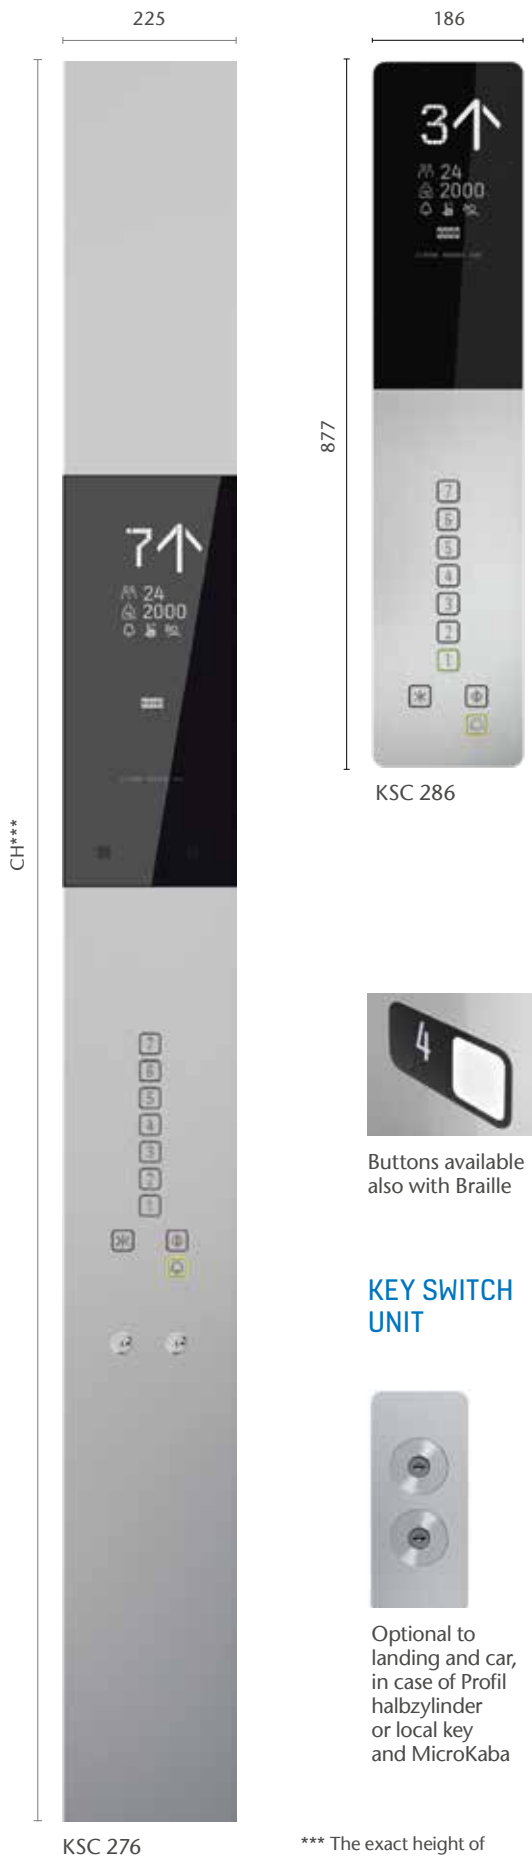 225
CH***
7
24
2000
7
6
5
4
3
2
1
KSC 276
186
877
3
24
2000
7
6
5
4
3
2
1
KSC 286
4
Buttons available
also with Braille
KEY SWITCH
UNIT
Optional to
landing and car,
in case of Profil
halbzylinder
or local key
and MicroKaba
*** The exact height of